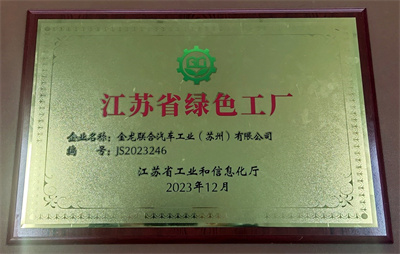 江苏省绿色工厂
企业名称：金龙联合汽车工业（苏州）有限公司
编 号：JS2023246
江苏省工业和信息化厅
2023年12月